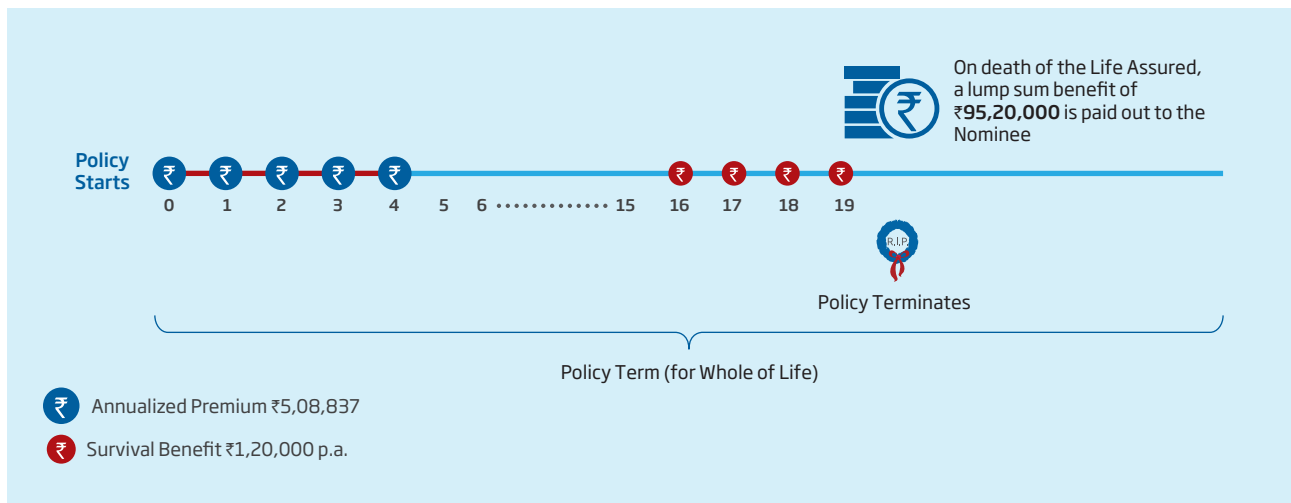 On death of the Life Assured,
a lump sum benefit of
₹95,20,000 is paid out to the
Nominee
₹
Policy
Starts
₹ ₹ ₹ ₹ ₹ ₹ ₹ ₹ ₹
0 1 2 3 4 5 6 ............ 15 16 17 18 19
R.I.P.
Policy Terminates
Policy Term (for Whole of Life)
₹ Annualized Premium ₹5,08,837
₹ Survival Benefit ₹1,20,000 p.a.